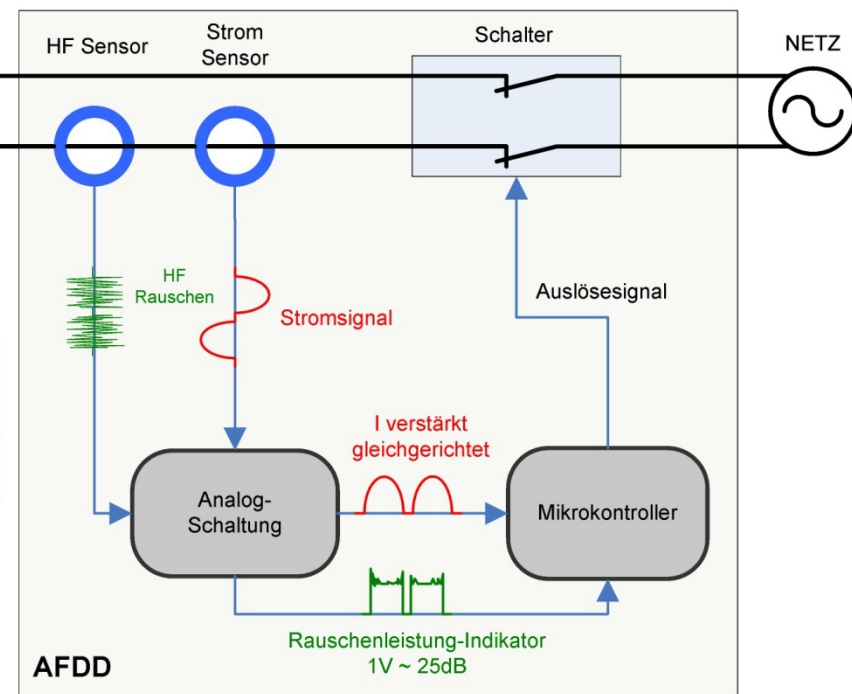 HF Sensor
Strom
Sensor
Schalter
NETZ
HF
Rauschen
Stromsignal
Auslösesignal
I verstärkt
gleichgerichtet
Analog-
Schaltung
Mikrokontroller
Rauschenleistung-Indikator
1V ~ 25dB
AFDD